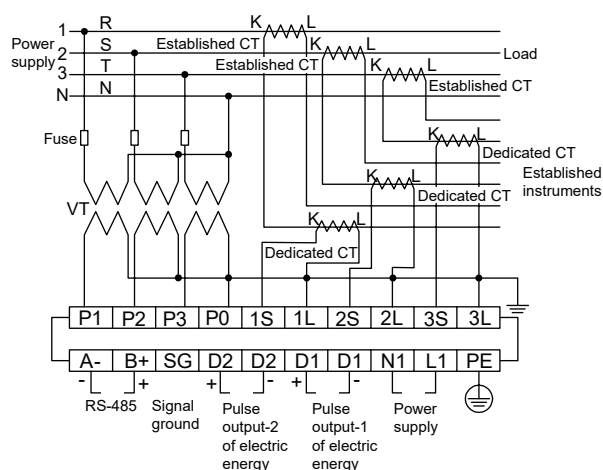 K L
1 R
Power
supply
2 S
Established CT
K L
Load
3 T
Established CT
K L
N N
Established CT
Fuse
K L
Dedicated CT
Established
instruments
K L
Dedicated CT
VT
K L
Dedicated CT
P1 P2 P3 P0 1S 1L 2S 2L 3S 3L
A- B+ SG D2 D2 D1 D1 N1 L1 PE
- + + - + -
RS-485
Signal
ground
Pulse
output-2
of electric
energy
Pulse
output-1
of electric
energy
Power
supply